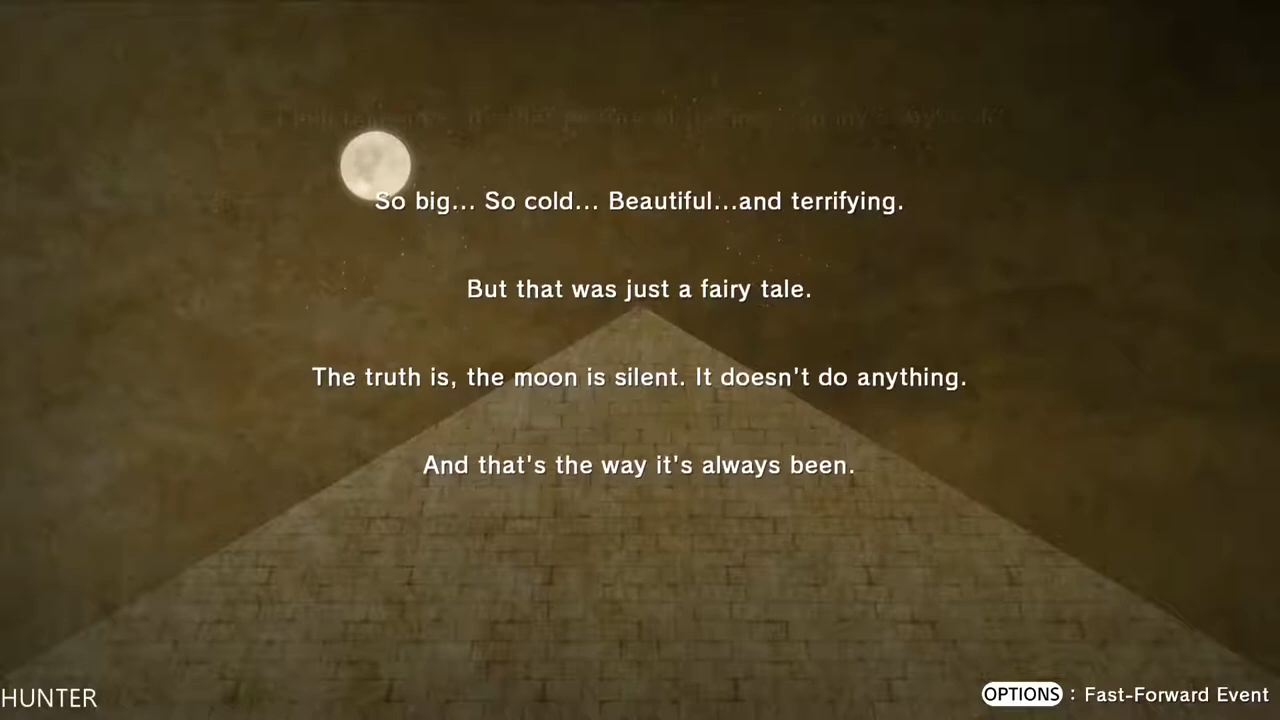 So big... So cold... Beautiful...and terrifying.
But that was just a fairy tale.
The truth is, the moon is silent. It doesn't do anything.
And that's the way it's always been.
HUNTER
OPTIONS : Fast-Forward Event